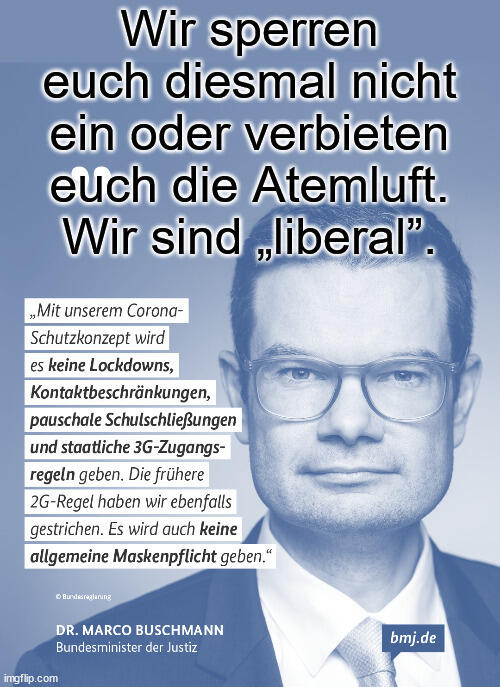 Wir sperren
euch diesmal nicht
ein oder verbieten
euch die Atemluft.
Wir sind „liberal”.
„Mit unserem Corona-
Schutzkonzept wird
es keine Lockdowns,
Kontaktbeschränkungen,
pauschale Schulschließungen
und staatliche 3G-Zugangs-
regeln geben. Die frühere
2G-Regel haben wir ebenfalls
gestrichen. Es wird auch keine
allgemeine Maskenpflicht geben.“
© Bundesregierung
DR. MARCO BUSCHMANN
Bundesminister der Justiz
bmj.de
imgflip.com